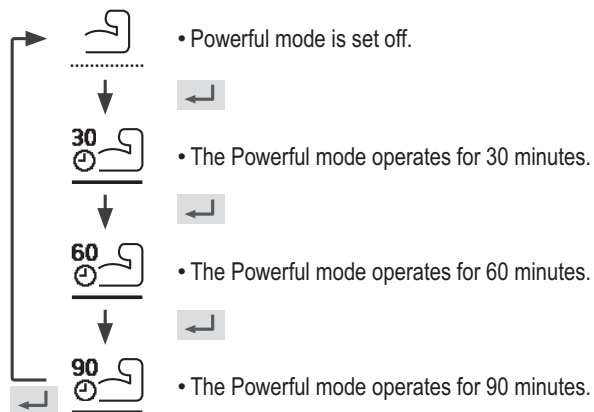 • Powerful mode is set off.
30
• The Powerful mode operates for 30 minutes.
60
• The Powerful mode operates for 60 minutes.
90
• The Powerful mode operates for 90 minutes.